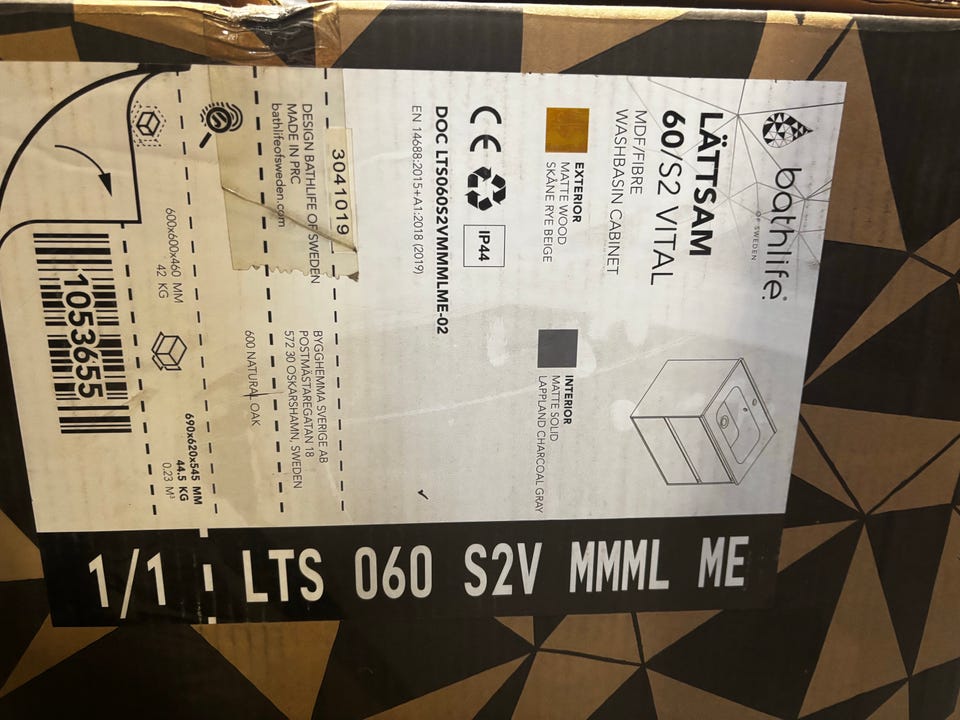 bathlife®
OF SWEDEN
LÄTTSAM
60/S2 VITAL
MDF/FIBRE
WASHBASIN CABINET
EXTERIOR
MATTE WOOD
SKÅNE RYE BEIGE
INTERIOR
MATTE SOLID
LAPPLAND CHARCOAL GRAY
CE
IP44
DOC LTS060S2VMMMLME-02
EN 14688:2015+A1:2018 (2019)
3041019
DESIGN BATHLIFE OF SWEDEN
MADE IN PRC
bathlifeofsweden.com
BYGGHEMMA SVERIGE AB
POSTMÄSTAREGATAN 18
572 30 OSKARSHAMN, SWEDEN
600 NATURAL OAK
600x600x460 MM
42 KG
690x620x545 MM
44.5 KG
0.23 M³
1053655
1/1 LTS 060 S2V MMML ME